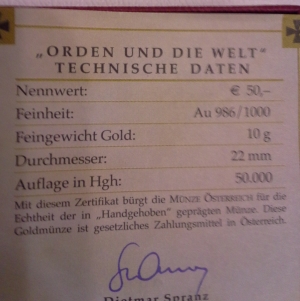 „ORDEN UND DIE WELT“
TECHNISCHE DATEN
Nennwert: € 50,–
Feinheit: Au 986/1000
Feingewicht Gold: 10 g
Durchmesser: 22 mm
Auflage in Hgh: 50.000
Mit diesem Zertifikat bürgt die MÜNZE ÖSTERREICH für die
Echtheit der in „Handgehoben“ geprägten Münze. Diese
Goldmünze ist gesetzliches Zahlungsmittel in Österreich.
Dietmar Spranz